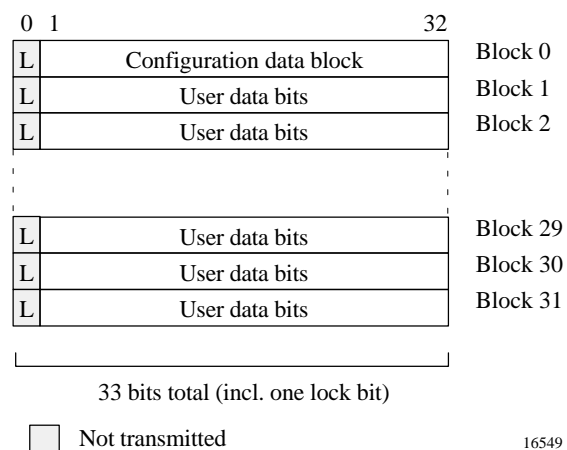 0 1 32
L Configuration data block Block 0
L User data bits Block 1
L User data bits Block 2
L User data bits Block 29
L User data bits Block 30
L User data bits Block 31
33 bits total (incl. one lock bit)
Not transmitted 16549